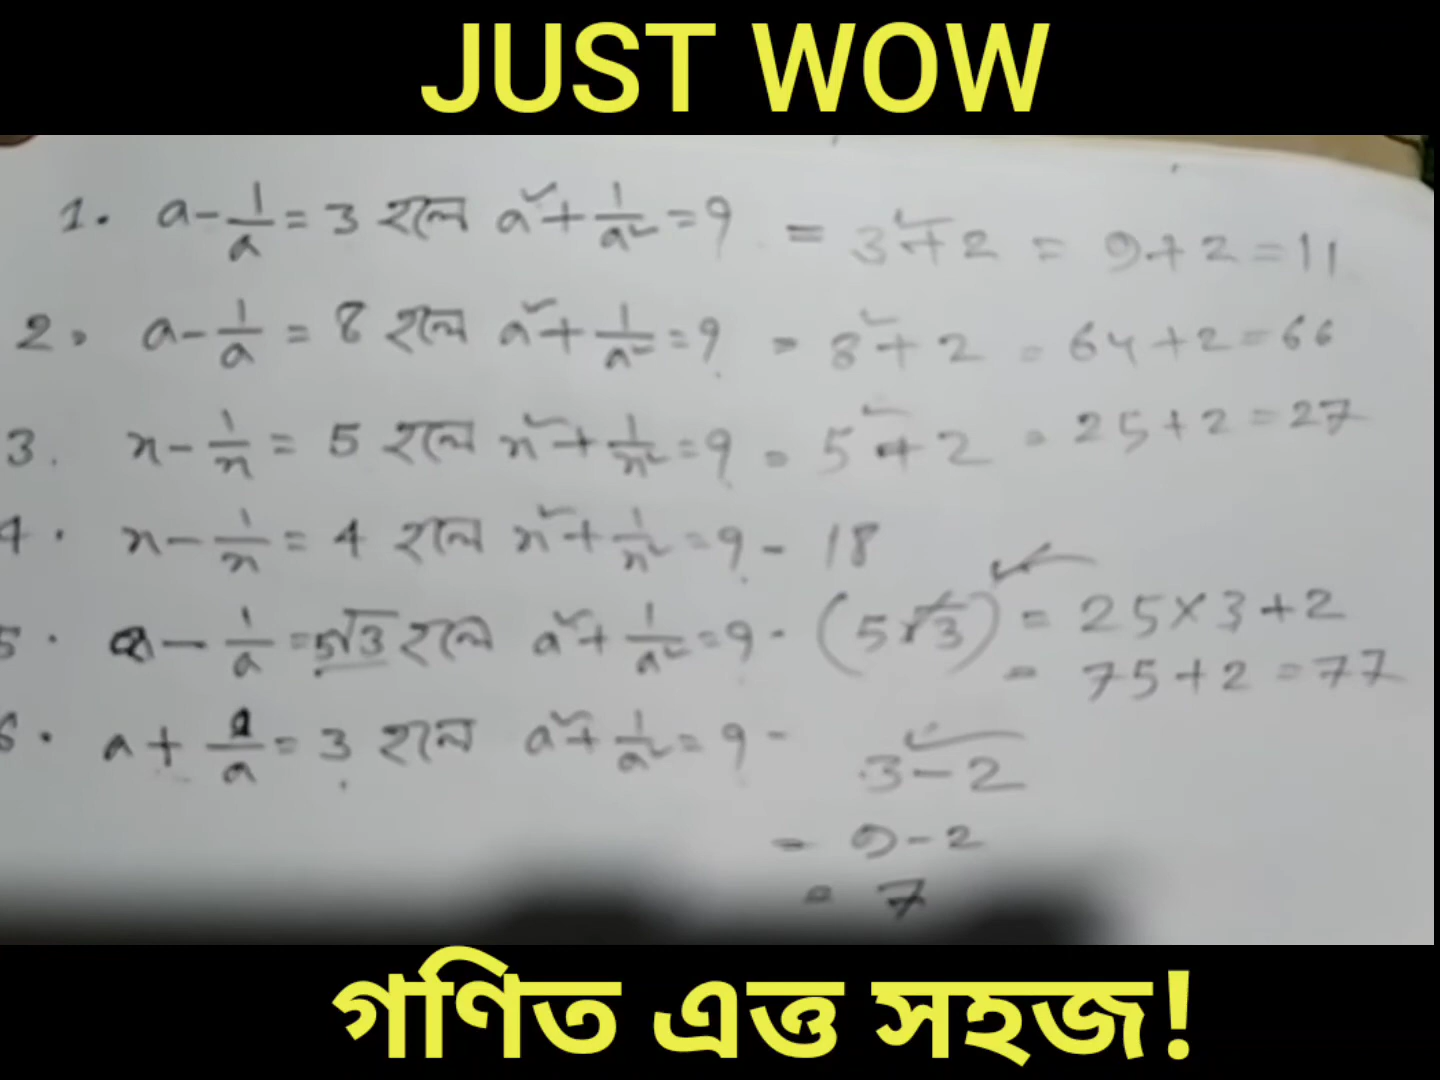 JUST WOW
1. a - 1/a = 3 হলে a² + 1/a² = ? = 3² + 2 = 9 + 2 = 11
2. a - 1/a = 8 হলে a² + 1/a² = ? = 8² + 2 = 64 + 2 = 66
3. x - 1/x = 5 হলে x² + 1/x² = ? = 5² + 2 = 25 + 2 = 27
4. x - 1/x = 4 হলে x² + 1/x² = ? = 18
5. a - 1/a = 5√3 হলে a² + 1/a² = ? = (5√3)² = 25 × 3 + 2
= 75 + 2 = 77
6. a + 1/a = 3 হলে a² + 1/a² = ? = 3² - 2
= 9 - 2
= 7
গণিত এত্ত সহজ!